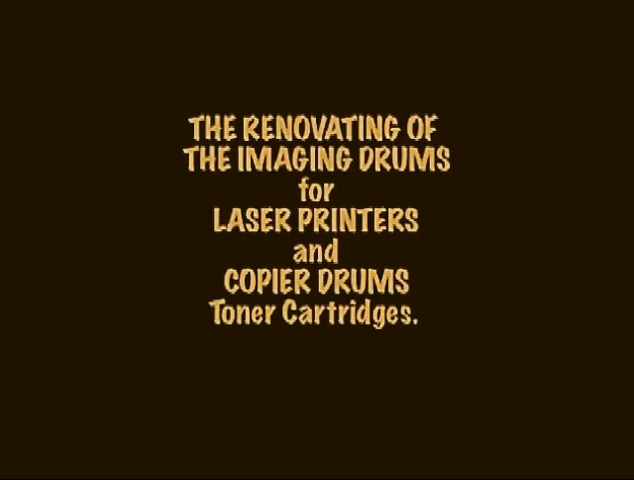 THE RENOVATING OF
THE IMAGING DRUMS
for
LASER PRINTERS
and
COPIER DRUMS
Toner Cartridges.